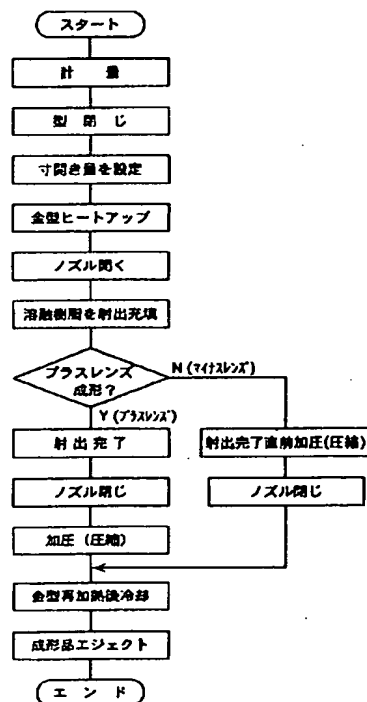 スタート
計 量
型 閉 じ
寸開き量を設定
金型ヒートアップ
ノズル開く
溶融樹脂を射出充填
プラスレンズ
成形？
N (マイナスレンズ)
Y (プラスレンズ)
射 出 完 了
射出完了直前加圧(圧縮)
ノズル閉じ
ノズル閉じ
加圧 (圧縮)
金型再加熱後冷却
成形品エジェクト
エ ン ド